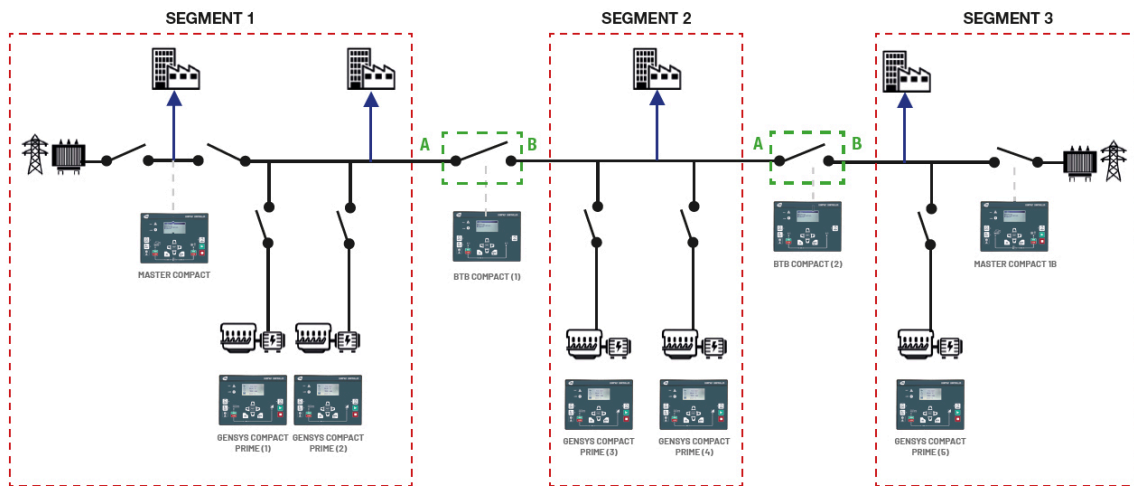 SEGMENT 1
SEGMENT 2
SEGMENT 3
A
B
A
B
MASTER COMPACT
BTB COMPACT (1)
BTB COMPACT (2)
MASTER COMPACT 1B
GENSYS COMPACT
PRIME (1)
GENSYS COMPACT
PRIME (2)
GENSYS COMPACT
PRIME (3)
GENSYS COMPACT
PRIME (4)
GENSYS COMPACT
PRIME (5)